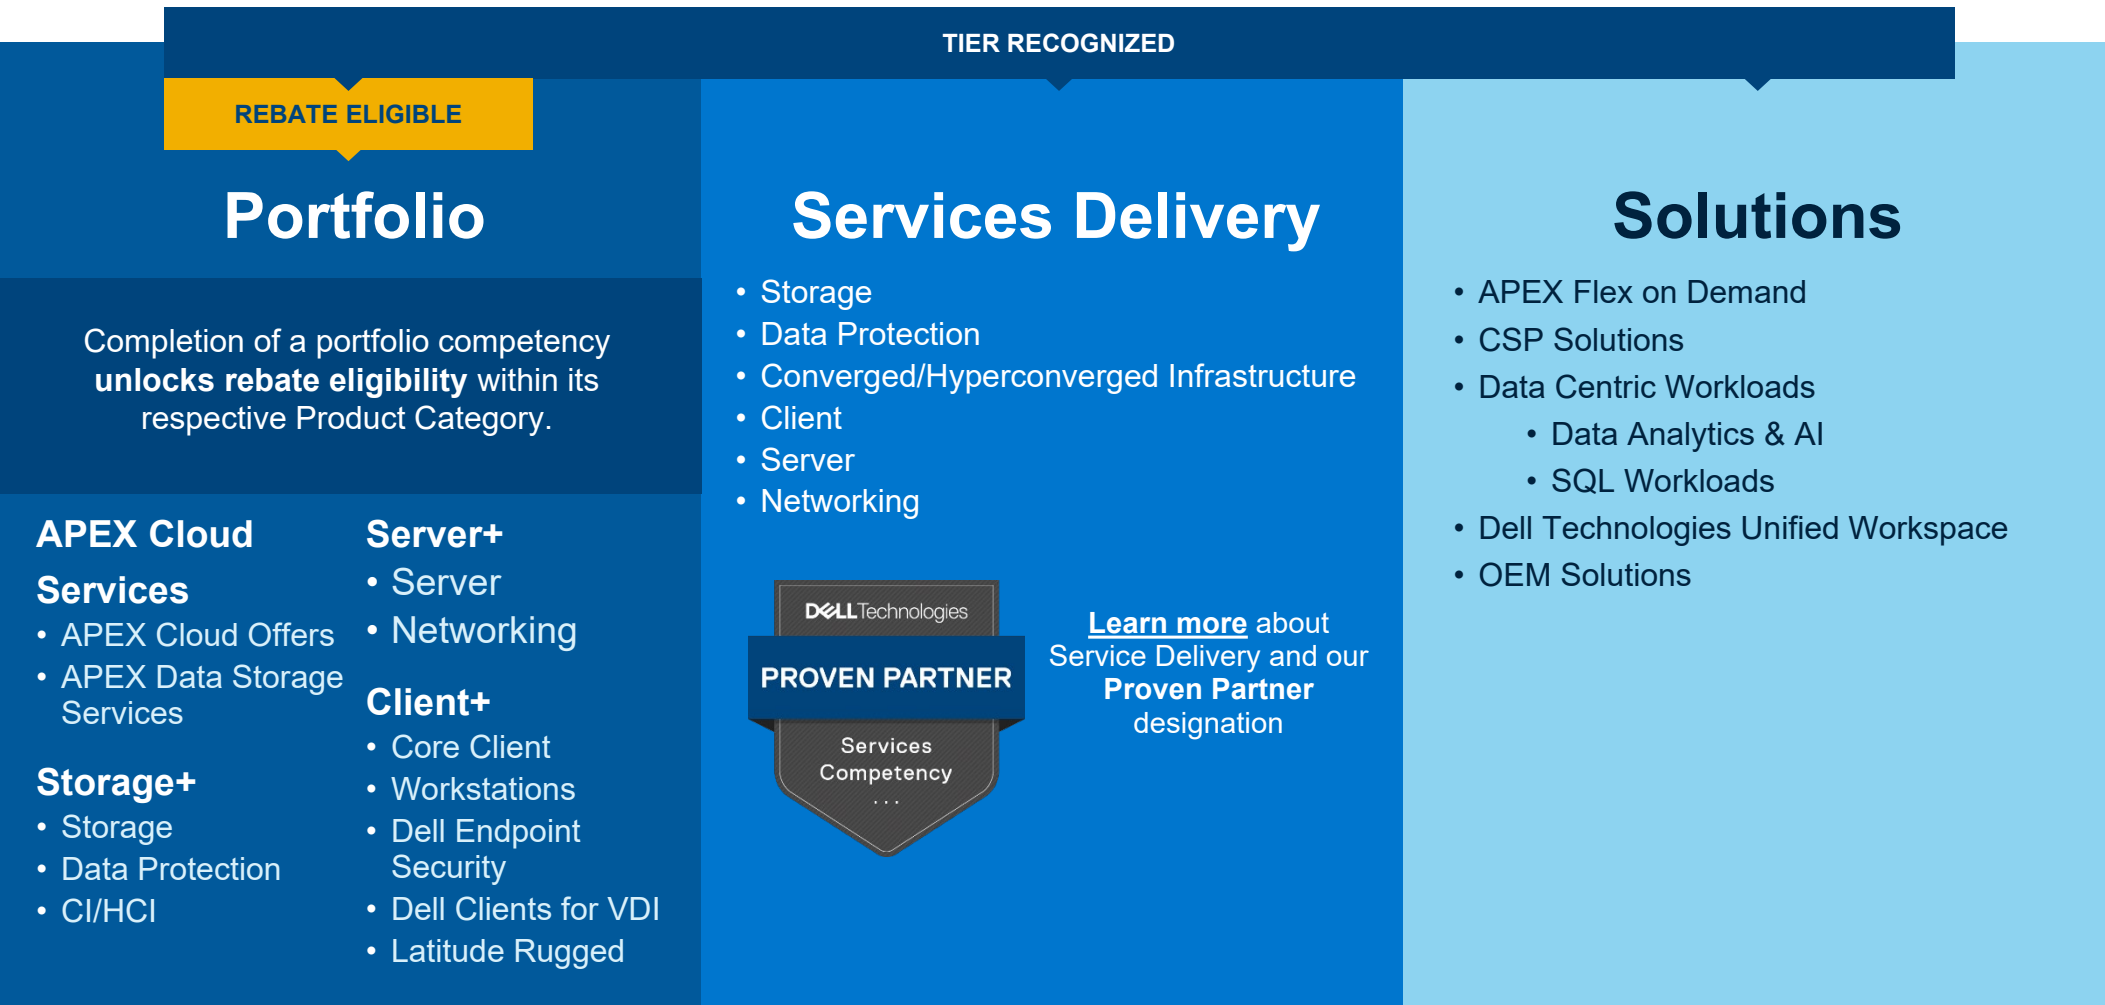 TIER RECOGNIZED
REBATE ELIGIBLE
Portfolio
Completion of a portfolio competency
unlocks rebate eligibility within its
respective Product Category.
APEX Cloud
Services
• APEX Cloud Offers
• APEX Data Storage
Services
Storage+
• Storage
• Data Protection
• CI/HCI
Server+
• Server
• Networking
Client+
• Core Client
• Workstations
• Dell Endpoint
Security
• Dell Clients for VDI
• Latitude Rugged
Services Delivery
• Storage
• Data Protection
• Converged/Hyperconverged Infrastructure
• Client
• Server
• Networking
DELLTechnologies
PROVEN PARTNER
Services
Competency
...
Learn more about
Service Delivery and our
Proven Partner
designation
Solutions
• APEX Flex on Demand
• CSP Solutions
• Data Centric Workloads
• Data Analytics & AI
• SQL Workloads
• Dell Technologies Unified Workspace
• OEM Solutions